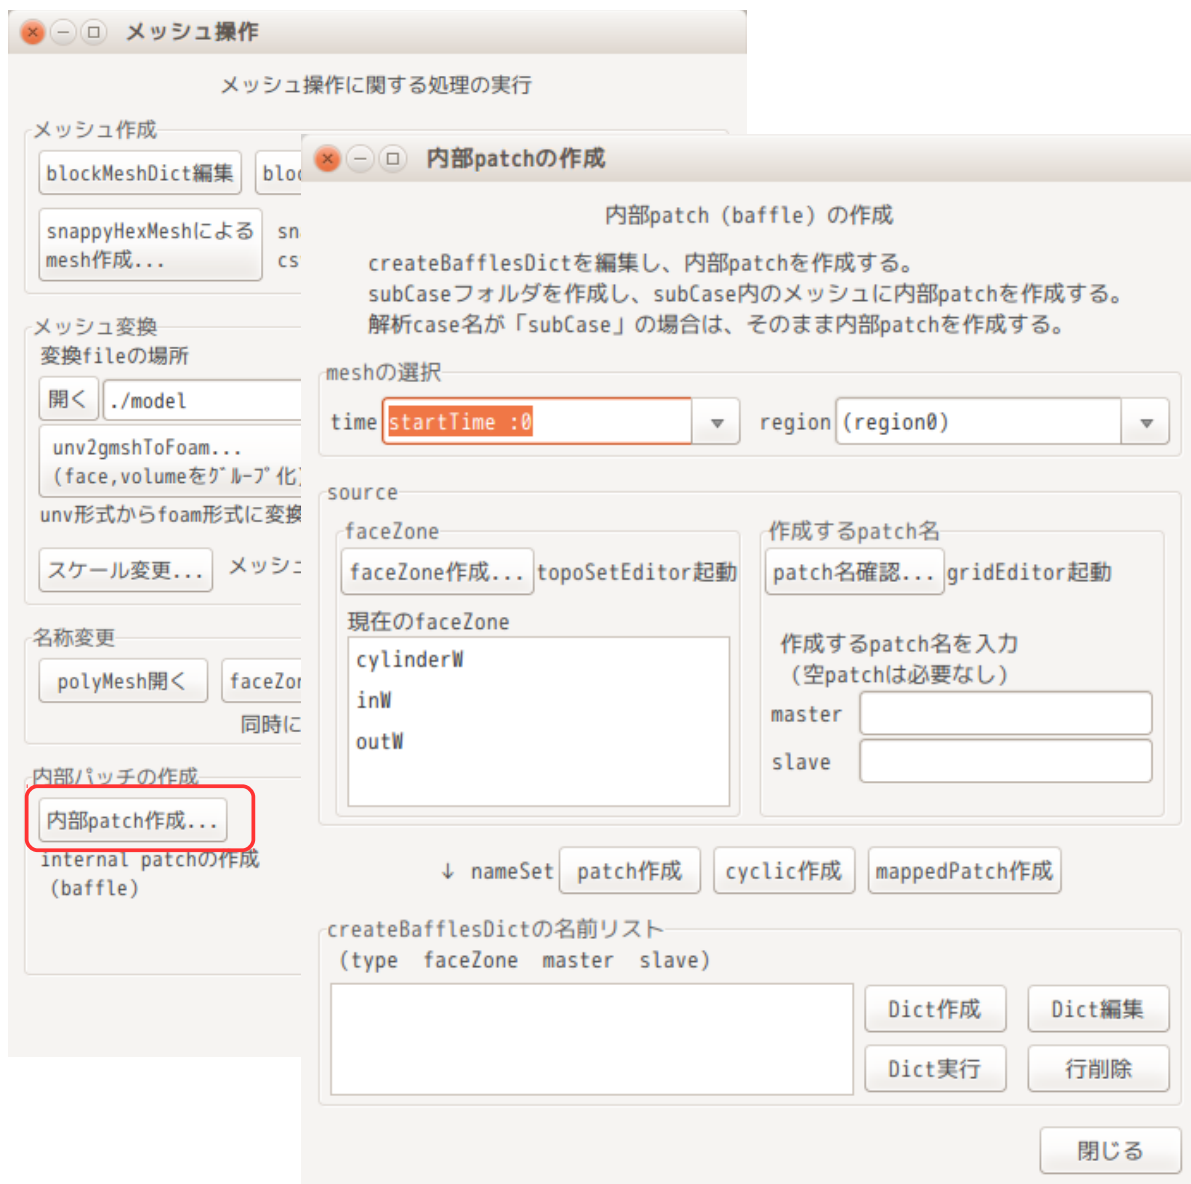 メッシュ操作
メッシュ操作に関する処理の実行
メッシュ作成
blockMeshDict編集
snappyHexMeshによる
mesh作成...
メッシュ変換
変換fileの場所
開く ./model
unv2gmshToFoam...
(face,volumeをグループ化)
unv形式からfoam形式に変換
スケール変更...
名称変更
polyMesh開く
同時に
内部パッチの作成
内部patch作成...
internal patchの作成
(baffle)
内部patchの作成
内部patch (baffle) の作成
createBafflesDictを編集し、内部patchを作成する。
subCaseフォルダを作成し、subCase内のメッシュに内部patchを作成する。
解析case名が「subCase」の場合は、そのまま内部patchを作成する。
meshの選択
time startTime :0 region (region0)
source
faceZone
faceZone作成... topoSetEditor起動
現在のfaceZone
cylinderW
inW
outW
作成するpatch名
patch名確認... gridEditor起動
作成するpatch名を入力
(空patchは必要なし)
master
slave
↓ nameSet patch作成 cyclic作成 mappedPatch作成
createBafflesDictの名前リスト
(type faceZone master slave)
Dict作成 Dict編集
Dict実行 行削除
閉じる